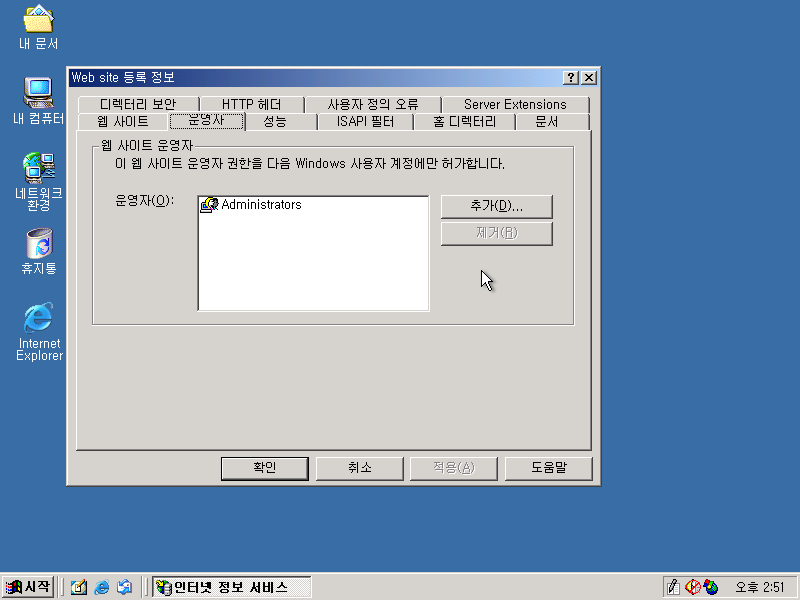 내 문서
내 컴퓨터
네트워크
환경
휴지통
Internet
Explorer
Web site 등록 정보
디렉터리 보안
HTTP 헤더
사용자 정의 오류
Server Extensions
웹 사이트
운영자
성능
ISAPI 필터
홈 디렉터리
문서
웹 사이트 운영자
이 웹 사이트 운영자 권한을 다음 Windows 사용자 계정에만 허가합니다.
운영자(O):
Administrators
추가(D)...
제거(R)
확인
취소
적용(A)
도움말
시작
인터넷 정보 서비스
오후 2:51